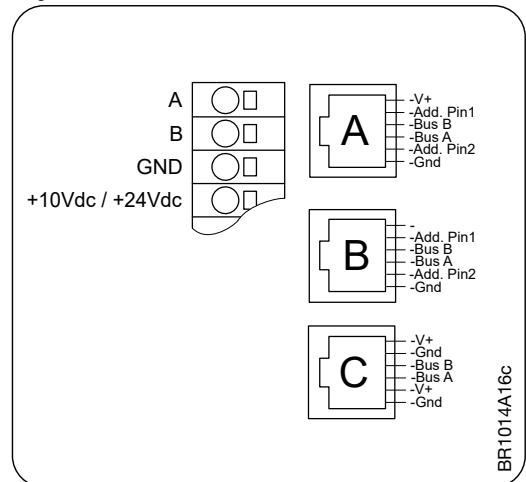 A
B
GND
+10Vdc / +24Vdc
A
-V+
-Add. Pin1
-Bus B
-Bus A
-Add. Pin2
-Gnd
B
-
-Add. Pin1
-Bus B
-Bus A
-Add. Pin2
-Gnd
C
-V+
-Gnd
-Bus B
-Bus A
-V+
-Gnd
BR1014A16c